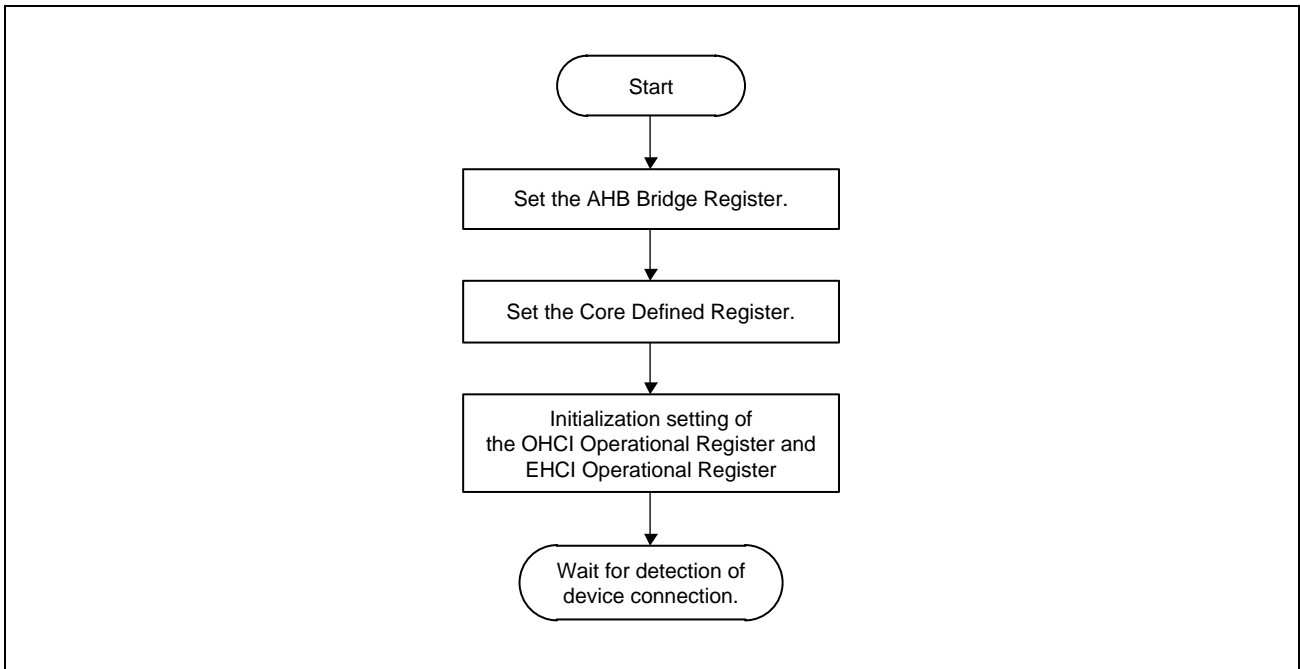 Start
Set the AHB Bridge Register.
Set the Core Defined Register.
Initialization setting of
the OHCI Operational Register and
EHCI Operational Register
Wait for detection of
device connection.